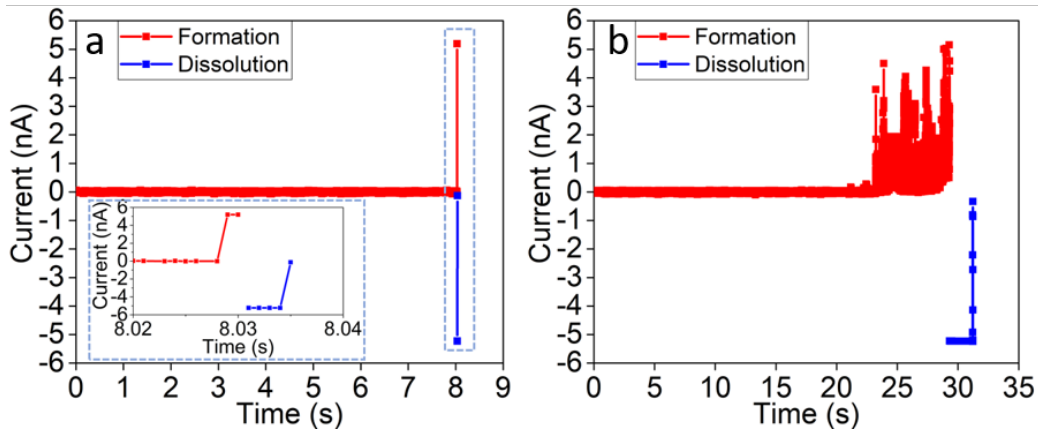 a
Formation
Dissolution
Current (nA)
6
5
4
3
2
1
0
-1
-2
-3
-4
-5
-6
0 1 2 3 4 5 6 7 8 9
Time (s)
Current (nA)
6
4
2
0
-2
-4
-6
8.02 8.03 8.04
Time (s)
b
Formation
Dissolution
Current (nA)
6
5
4
3
2
1
0
-1
-2
-3
-4
-5
-6
0 5 10 15 20 25 30 35
Time (s)